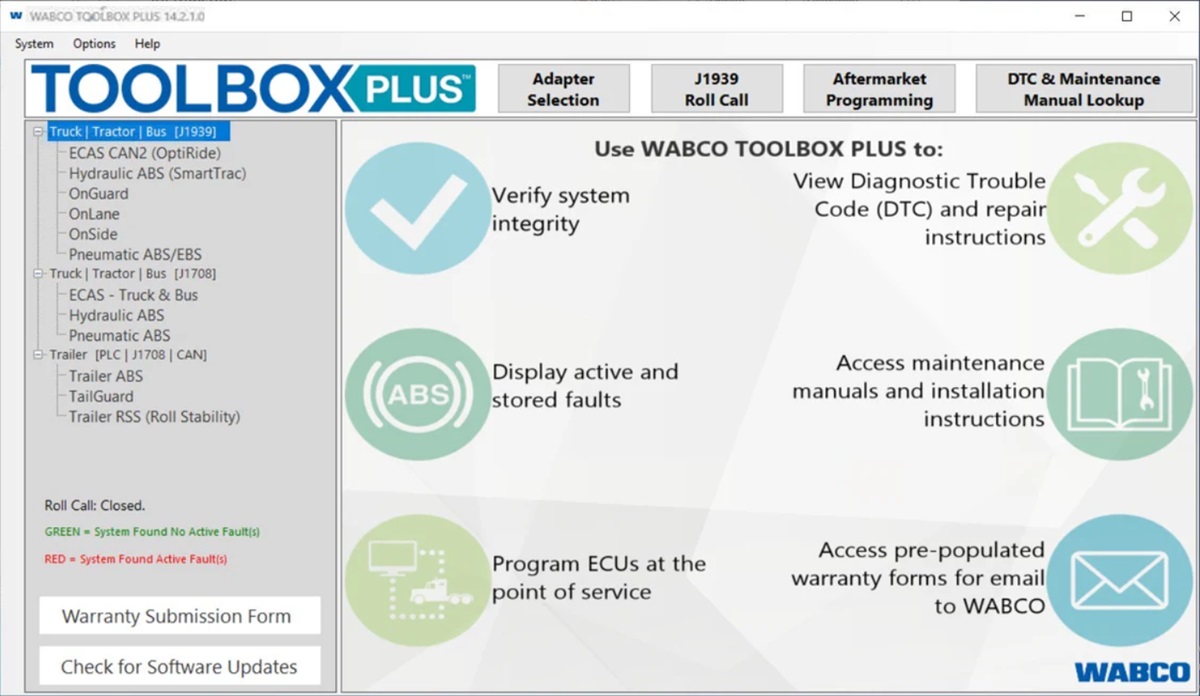 WABCO TOOLBOX PLUS 14.2.1.0
System Options Help
TOOLBOX PLUS™
Adapter
Selection
J1939
Roll Call
Aftermarket
Programming
DTC & Maintenance
Manual Lookup
Truck | Tractor | Bus [J1939]
ECAS CAN2 (OptiRide)
Hydraulic ABS (SmartTrac)
OnGuard
OnLane
OnSide
Pneumatic ABS/EBS
Truck | Tractor | Bus [J1708]
ECAS - Truck & Bus
Hydraulic ABS
Pneumatic ABS
Trailer [PLC | J1708 | CAN]
Trailer ABS
TailGuard
Trailer RSS (Roll Stability)
Roll Call: Closed.
GREEN = System Found No Active Fault(s)
RED = System Found Active Fault(s)
Warranty Submission Form
Check for Software Updates
Use WABCO TOOLBOX PLUS to:
Verify system
integrity
View Diagnostic Trouble
Code (DTC) and repair
instructions
ABS
Display active and
stored faults
Access maintenance
manuals and installation
instructions
Program ECUs at the
point of service
Access pre-populated
warranty forms for email
to WABCO
WABCO